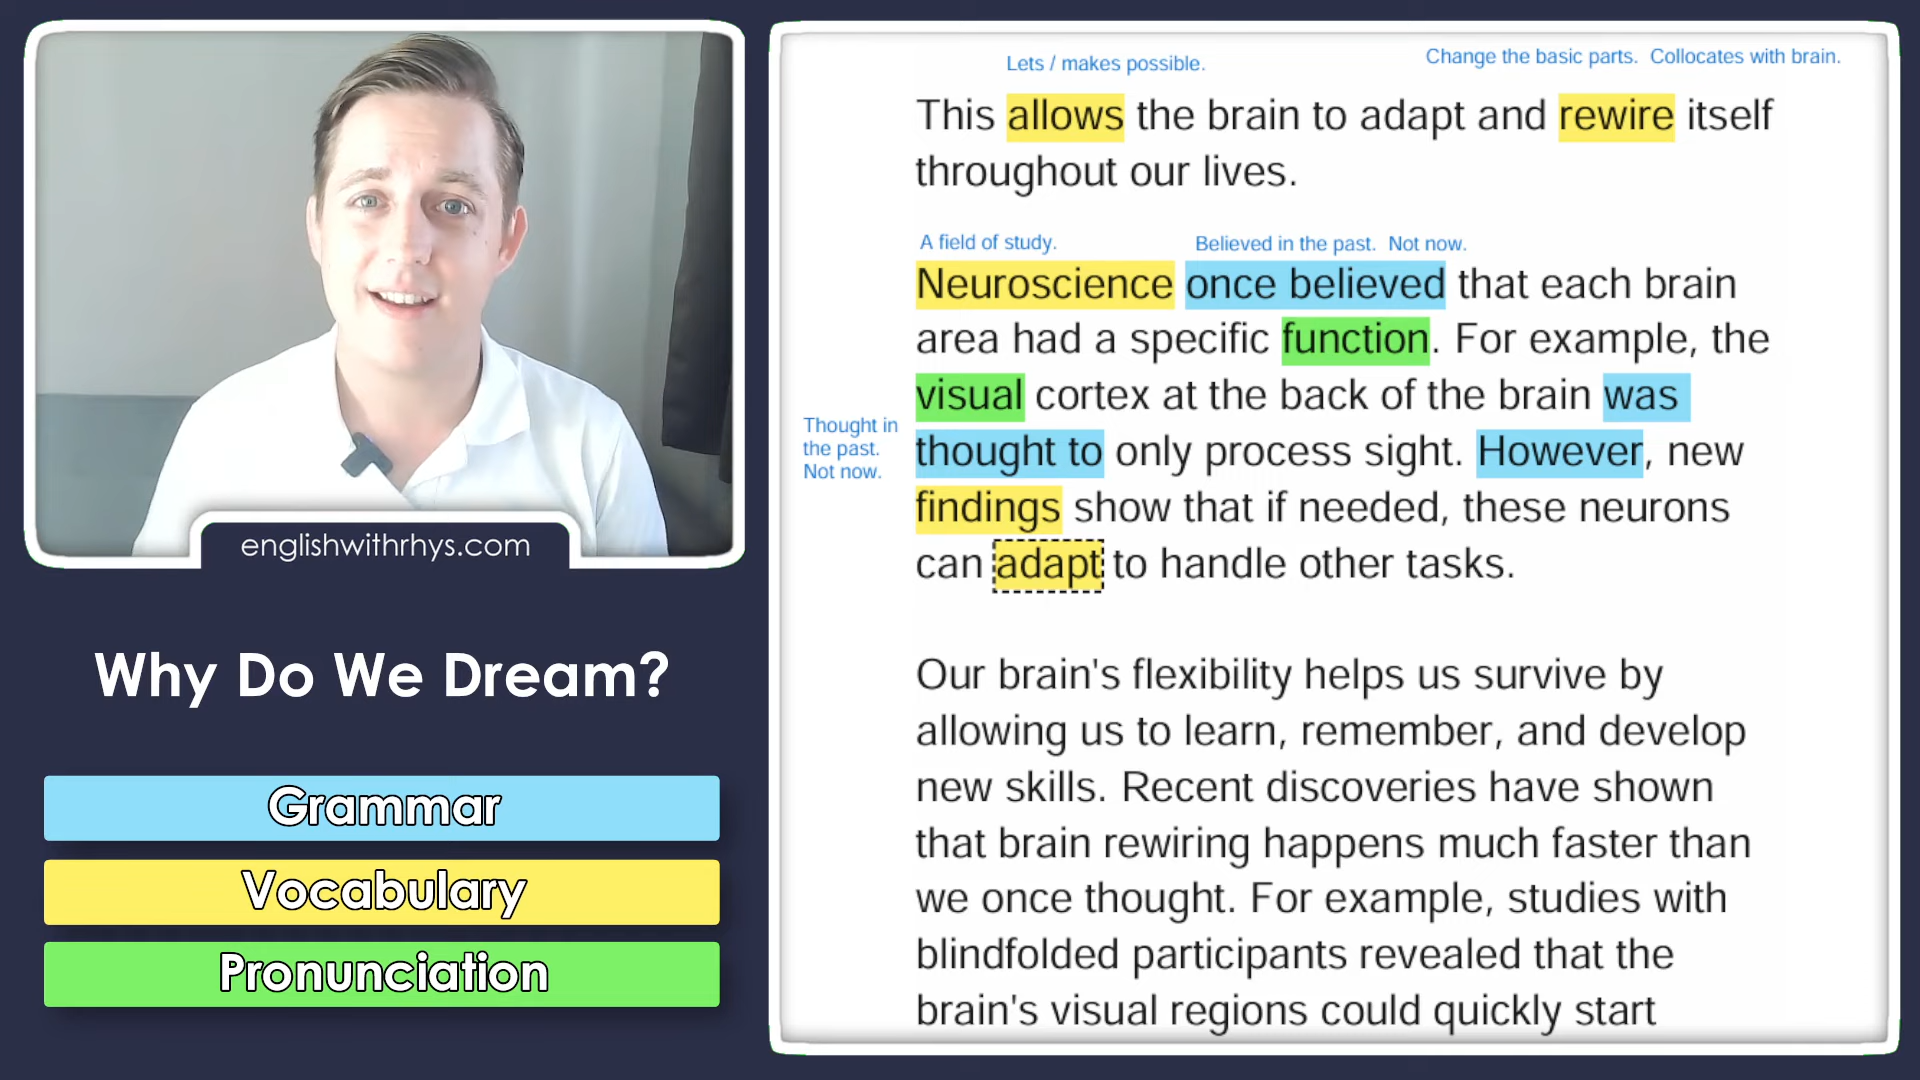 englishwithrhys.com
Why Do We Dream?
Grammar
Vocabulary
Pronunciation
Lets / makes possible.
Change the basic parts.  Collocates with brain.
This allows the brain to adapt and rewire itself
throughout our lives.
A field of study.
Believed in the past.  Not now.
Neuroscience once believed that each brain
area had a specific function. For example, the
visual cortex at the back of the brain was
Thought in
the past.
Not now.
thought to only process sight. However, new
findings show that if needed, these neurons
can adapt to handle other tasks.
Our brain's flexibility helps us survive by
allowing us to learn, remember, and develop
new skills. Recent discoveries have shown
that brain rewiring happens much faster than
we once thought. For example, studies with
blindfolded participants revealed that the
brain's visual regions could quickly start